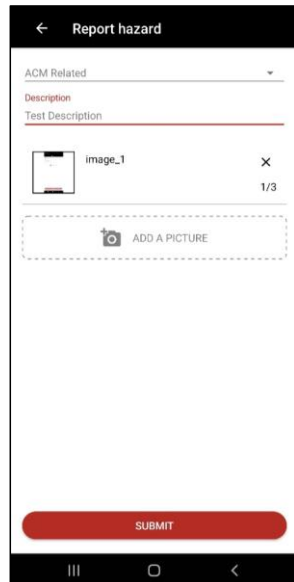 Report hazard
ACM Related
Description
Test Description
image_1
1/3
ADD A PICTURE
SUBMIT